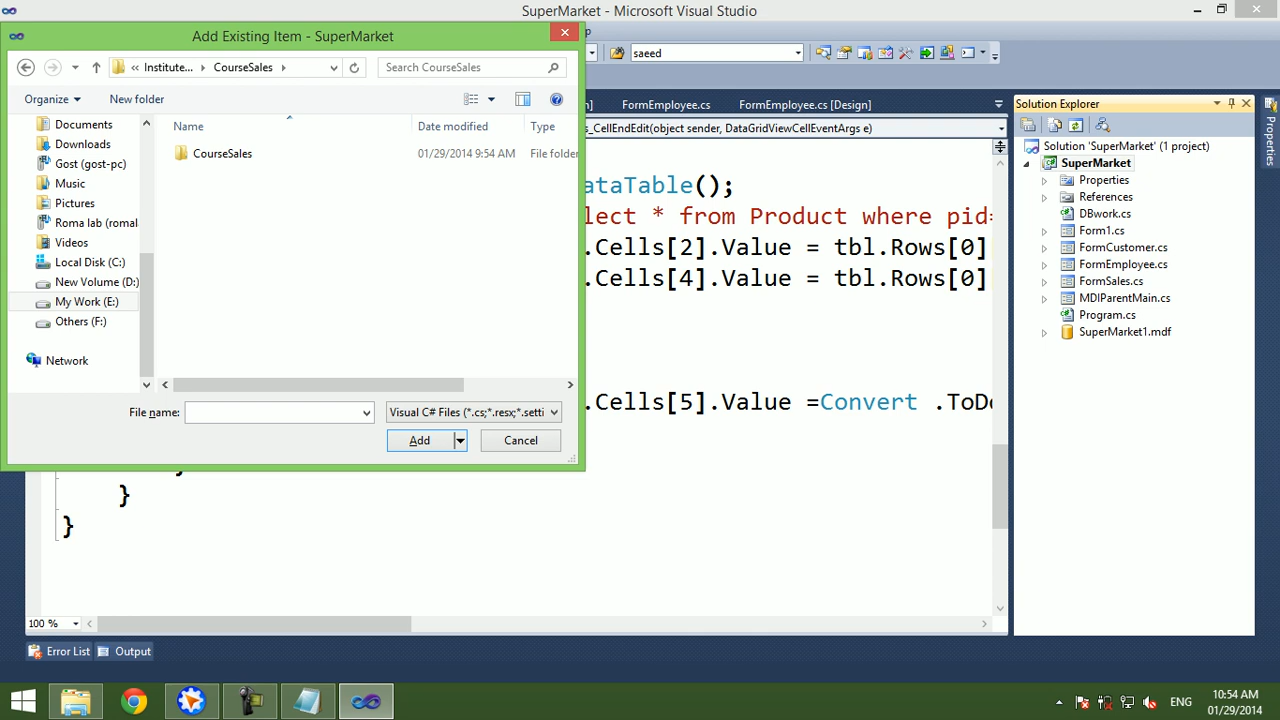 SuperMarket - Microsoft Visual Studio
Add Existing Item - SuperMarket
Institute... CourseSales
Search CourseSales
saeed
Organize New folder
FormEmployee.cs FormEmployee.cs [Design]
Solution Explorer
Properties
Documents
Downloads
Gost (gost-pc)
Music
Pictures
Roma lab (romal
Videos
Local Disk (C:)
New Volume (D:)
My Work (E:)
Others (F:)
Network
Name Date modified Type
CourseSales 01/29/2014 9:54 AM File folder
File name:
Visual C# Files (*.cs;*.resx;*.setti
Add Cancel
_CellEndEdit(object sender, DataGridViewCellEventArgs e)
ataTable();
lect * from Product where pid=
.Cells[2].Value = tbl.Rows[0]
.Cells[4].Value = tbl.Rows[0]
.Cells[5].Value =Convert .ToDo
}
}
}
Solution 'SuperMarket' (1 project)
SuperMarket
Properties
References
DBwork.cs
Form1.cs
FormCustomer.cs
FormEmployee.cs
FormSales.cs
MDIParentMain.cs
Program.cs
SuperMarket1.mdf
100 %
Error List Output
ENG
10:54 AM
01/29/2014